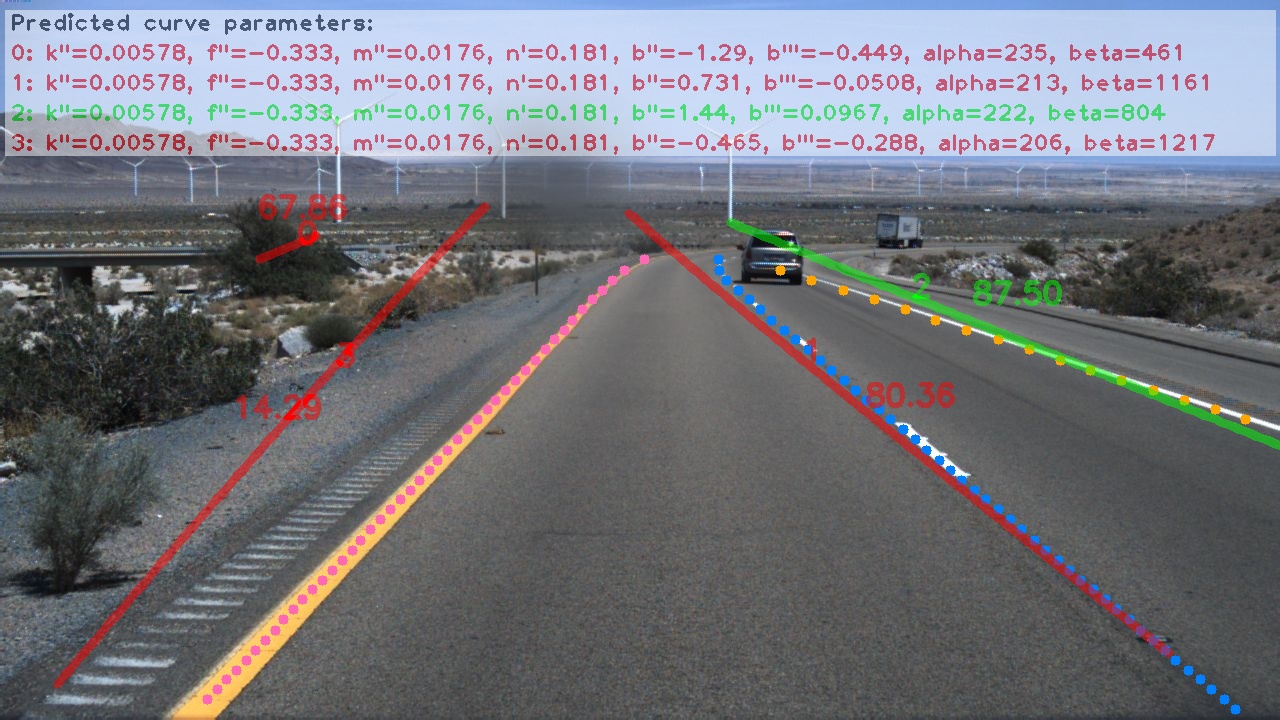 Predicted curve parameters:
0: k''=0.00578, f''=-0.333, m''=0.0176, n'=0.181, b''=-1.29, b'''=-0.449, alpha=235, beta=461
1: k''=0.00578, f''=-0.333, m''=0.0176, n'=0.181, b''=0.731, b'''=-0.0508, alpha=213, beta=1161
2: k''=0.00578, f''=-0.333, m''=0.0176, n'=0.181, b''=1.44, b'''=0.0967, alpha=222, beta=804
3: k''=0.00578, f''=-0.333, m''=0.0176, n'=0.181, b''=-0.465, b'''=-0.288, alpha=206, beta=1217
67.86
0
2 87.50
1
3
80.36
14.29